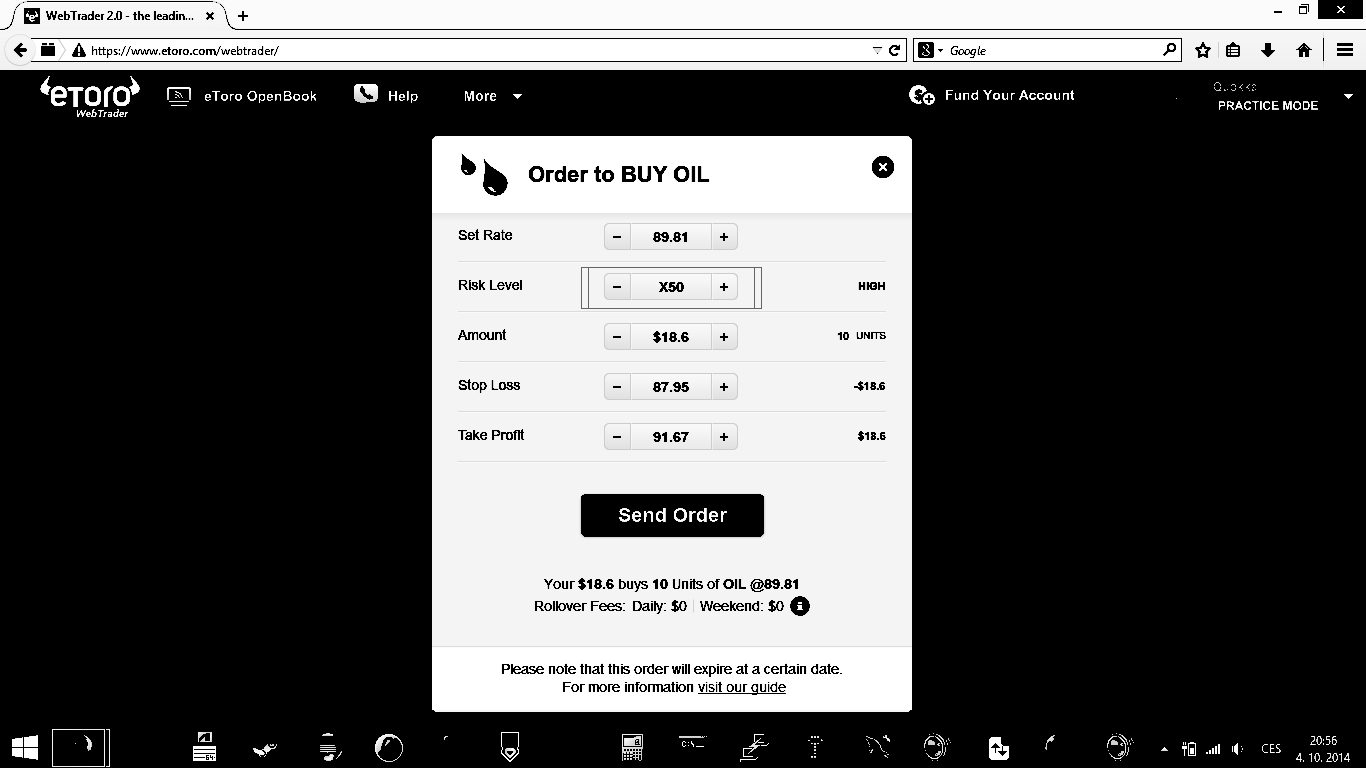 WebTrader 2.0 - the leadin...
https://www.etoro.com/webtrader/
Google
eToro
WebTrader
eToro OpenBook
Help
More
Fund Your Account
PRACTICE MODE
Order to BUY OIL
Set Rate - 89.81 +
Risk Level - X50 + HIGH
Amount - $18.6 + 10 UNITS
Stop Loss - 87.95 + -$18.6
Take Profit - 91.67 + $18.6
Send Order
Your $18.6 buys 10 Units of OIL @89.81
Rollover Fees: Daily: $0 | Weekend: $0 i
Please note that this order will expire at a certain date.
For more information visit our guide
64
C:\_
CES
20:56
4. 10. 2014